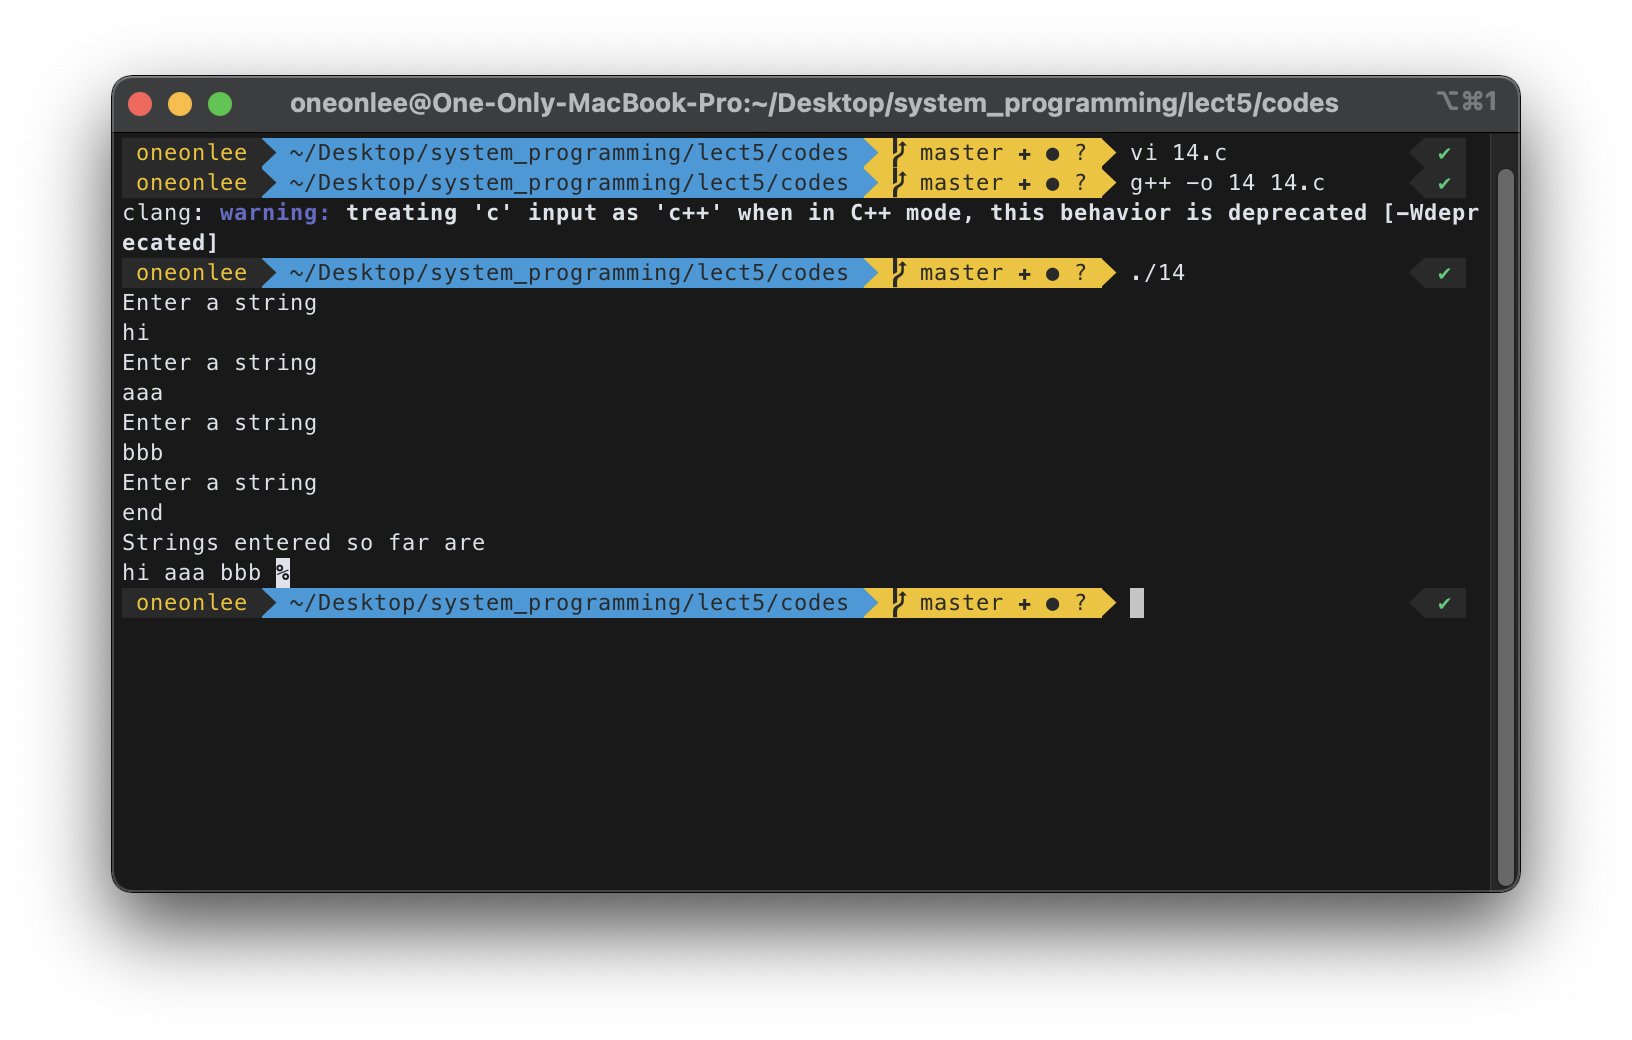 oneonlee@One-Only-MacBook-Pro:~/Desktop/system_programming/lect5/codes ⌥⌘1
oneonlee ~/Desktop/system_programming/lect5/codes master ✚ ● ? vi 14.c ✔
oneonlee ~/Desktop/system_programming/lect5/codes master ✚ ● ? g++ -o 14 14.c ✔
clang: warning: treating 'c' input as 'c++' when in C++ mode, this behavior is deprecated [-Wdepr
ecated]
oneonlee ~/Desktop/system_programming/lect5/codes master ✚ ● ? ./14 ✔
Enter a string
hi
Enter a string
aaa
Enter a string
bbb
Enter a string
end
Strings entered so far are
hi aaa bbb %
oneonlee ~/Desktop/system_programming/lect5/codes master ✚ ● ? ✔